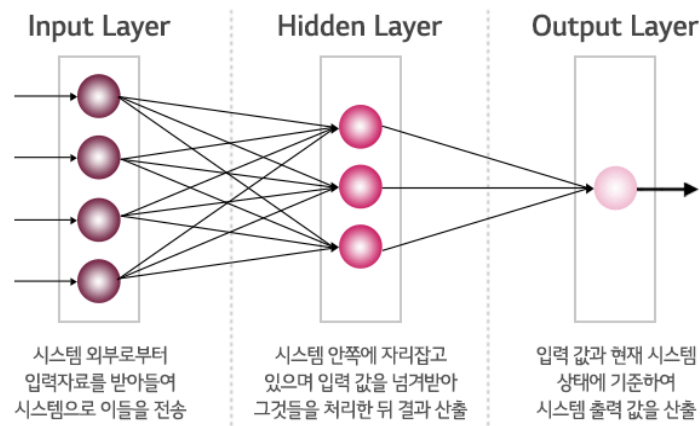 Input Layer
Hidden Layer
Output Layer
시스템 외부로부터
입력자료를 받아들여
시스템으로 이들을 전송
시스템 안쪽에 자리잡고
있으며 입력 값을 넘겨받아
그것들을 처리한 뒤 결과 산출
입력 값과 현재 시스템
상태에 기준하여
시스템 출력 값을 산출